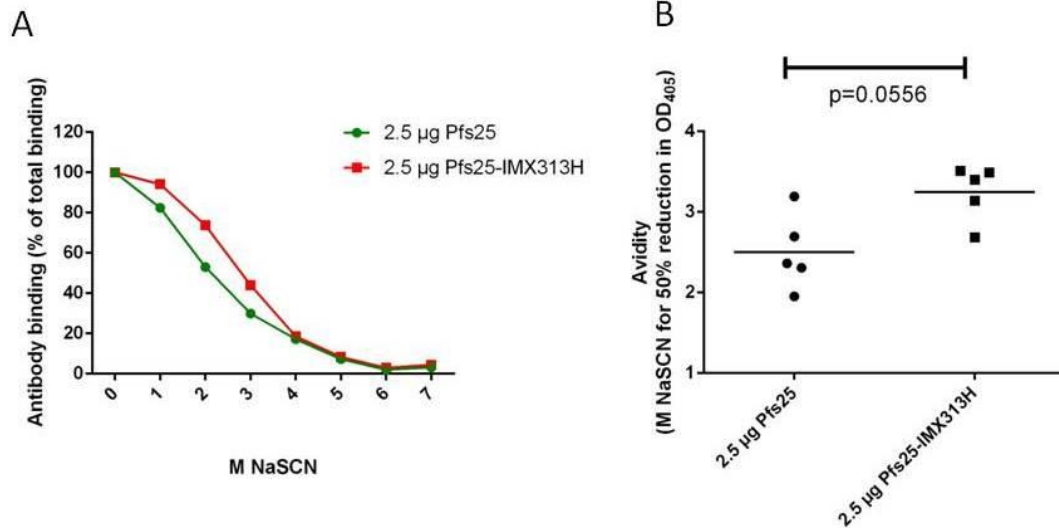 A
Antibody binding (% of total binding)
120
100
80
60
40
20
0
0 1 2 3 4 5 6 7
M NaSCN
2.5 µg Pfs25
2.5 µg Pfs25-IMX313H
B
p=0.0556
Avidity
(M NaSCN for 50% reduction in OD405)
4
3
2
1
2.5 µg Pfs25
2.5 µg Pfs25-IMX313H